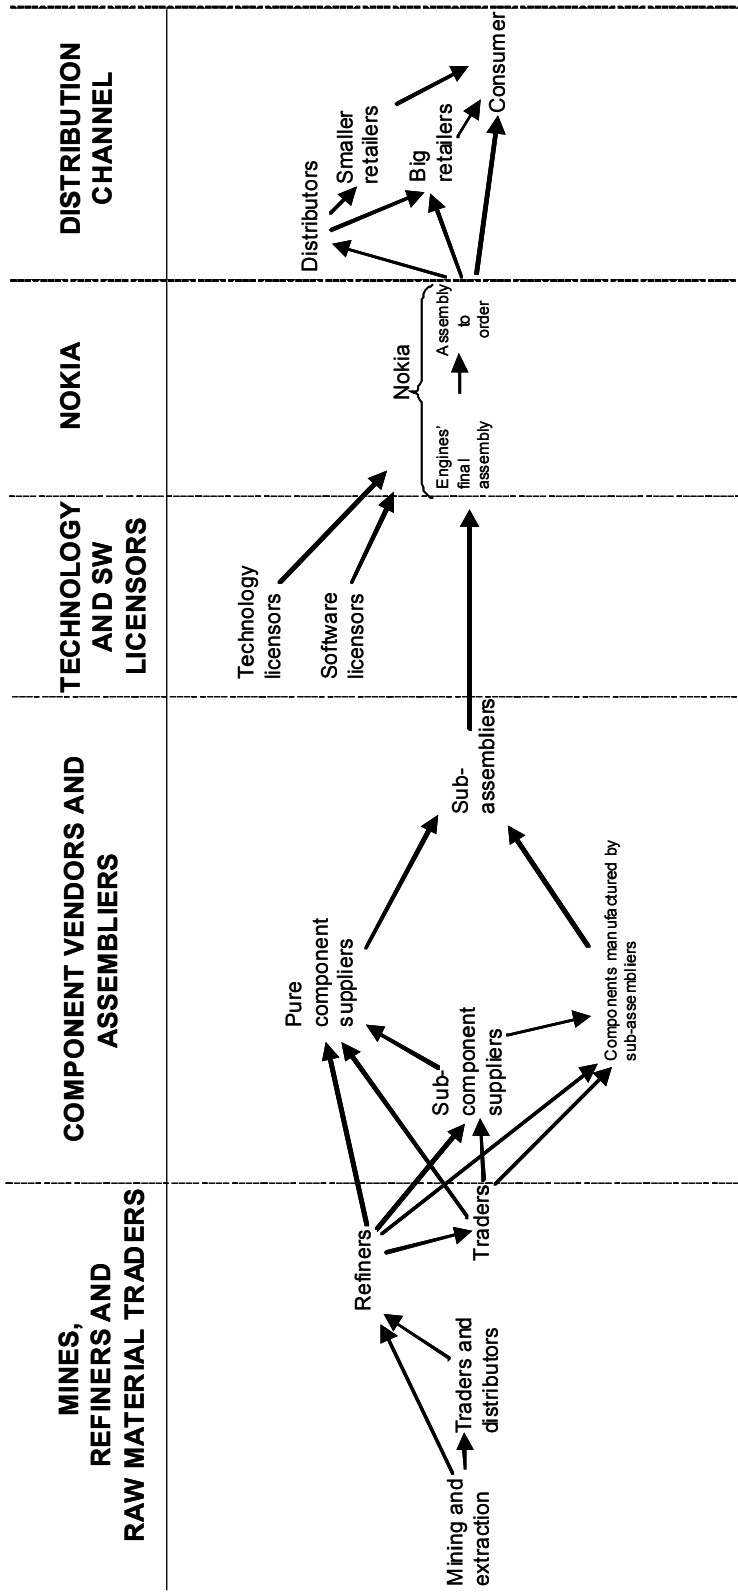 MINES,
REFINERS AND
RAW MATERIAL TRADERS
COMPONENT VENDORS AND
ASSEMBLIERS
TECHNOLOGY
AND SW
LICENSORS
NOKIA
DISTRIBUTION
CHANNEL
Mining and
extraction
Traders and
distributors
Refiners
Traders
Pure
component
suppliers
Sub-
component
suppliers
Components manufactured by
sub-assembliers
Sub-
assembliers
Technology
licensors
Software
licensors
Nokia
Engines'
final
assembly
Assembly
to
order
Distributors
Smaller
retailers
Big
retailers
Consumer